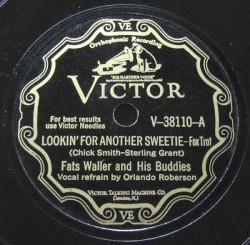 VE
Orthophonic Recording
"HIS MASTER'S VOICE"
VICTOR
For best results
use Victor Needles
V-38110-A
LOOKIN' FOR ANOTHER SWEETIE-Fox Trot
(Chick Smith-Sterling Grant)
Fats Waller and His Buddies
Vocal refrain by Orlando Roberson
VICTOR TALKING MACHINE CO.
Camden, N.J.
VE